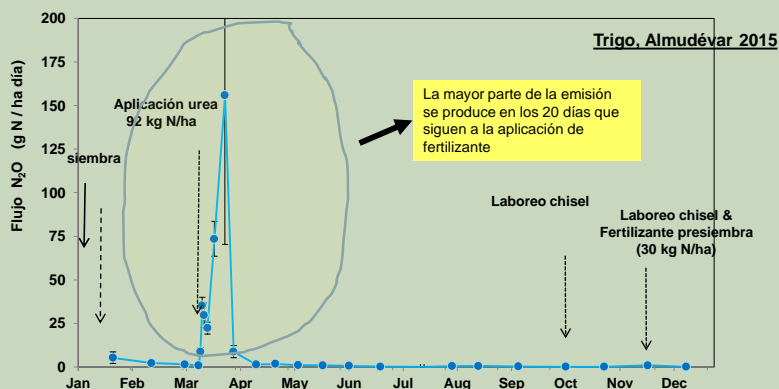 Trigo, Almudévar 2015
Flujo N₂O (g N / ha día)
200
175
150
125
100
75
50
25
0
siembra
Aplicación urea
92 kg N/ha
La mayor parte de la emisión
se produce en los 20 días que
siguen a la aplicación de
fertilizante
Laboreo chisel
Laboreo chisel &
Fertilizante presiembra
(30 kg N/ha)
Jan Feb Mar Apr May Jun Jul Aug Sep Oct Nov Dec